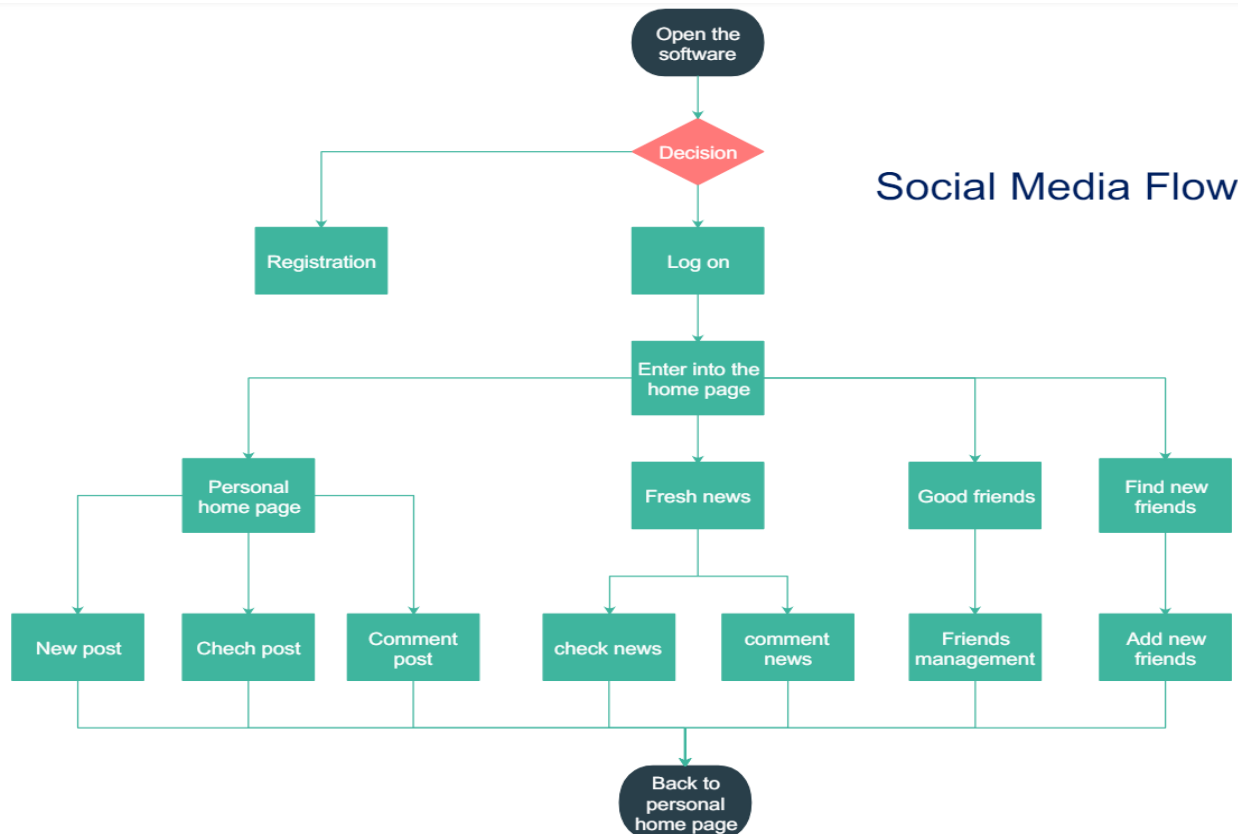 Open the
software
Decision
Social Media Flow
Registration
Log on
Enter into the
home page
Personal
home page
Fresh news
Good friends
Find new
friends
New post
Chech post
Comment
post
check news
comment
news
Friends
management
Add new
friends
Back to
personal
home page